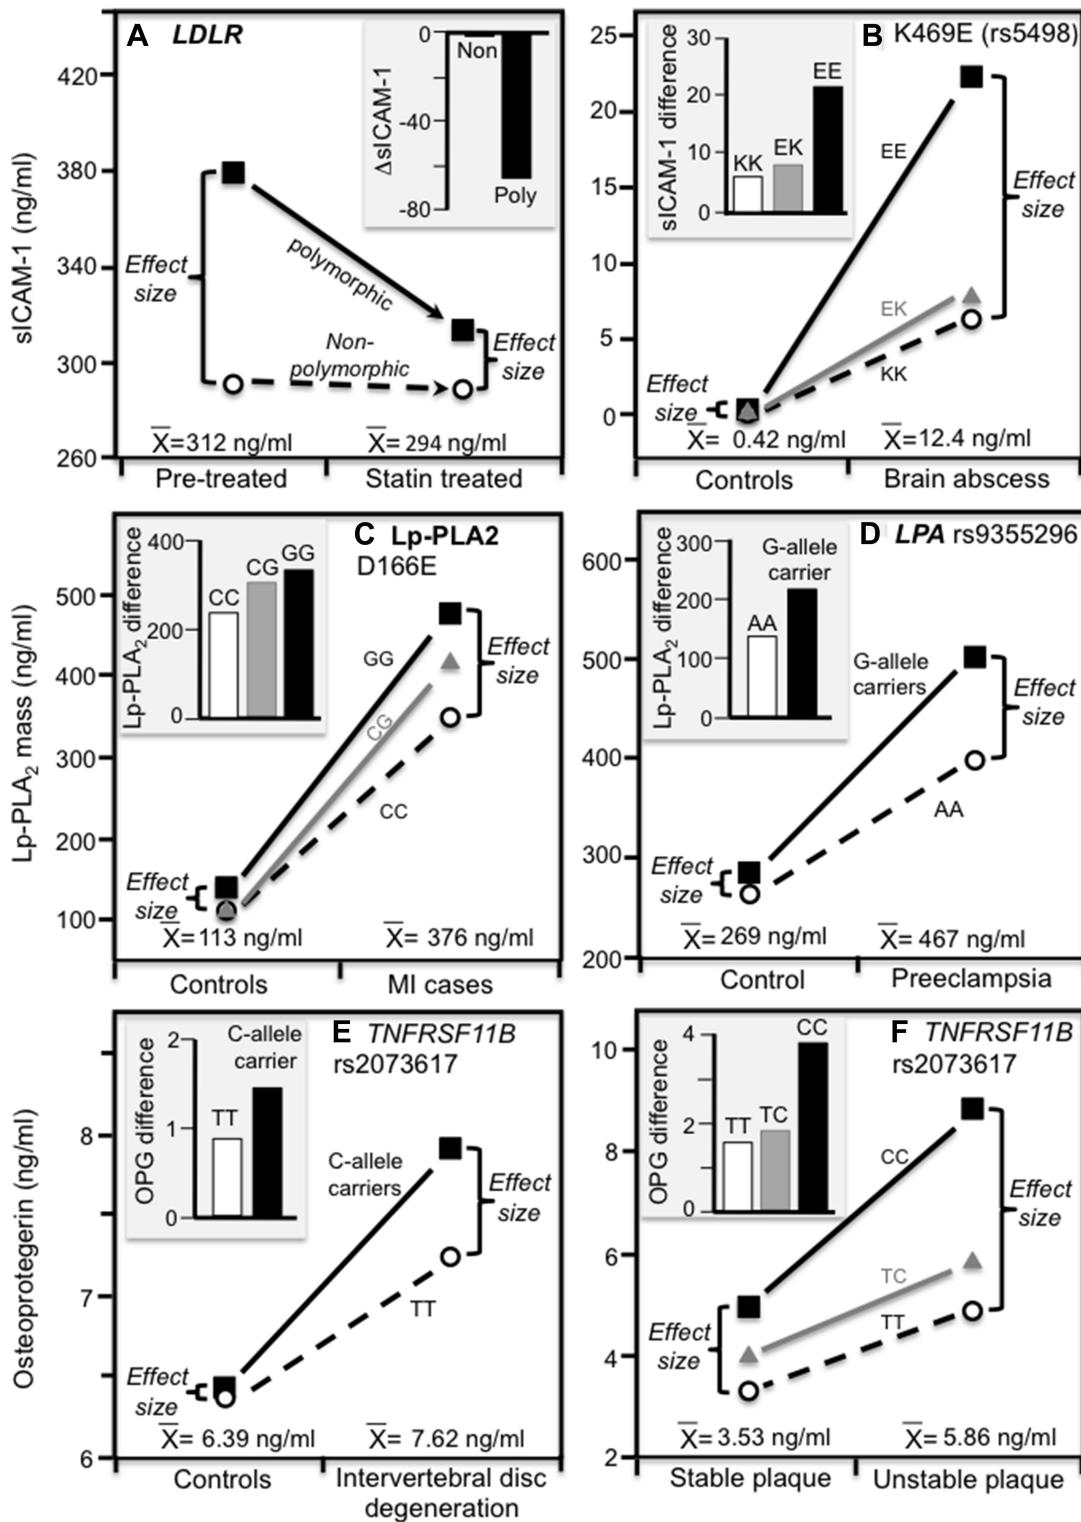 A LDLR
sICAM-1 (ng/ml)
420
380
340
300
260
ΔsICAM-1
0
-40
-80
Non
Poly
Effect
size
polymorphic
Non-
polymorphic
Effect
size
X̅=312 ng/ml
X̅=294 ng/ml
Pre-treated
Statin treated
B K469E (rs5498)
25
20
15
10
5
0
sICAM-1 difference
30
20
10
0
KK
EK
EE
EE
EK
KK
Effect
size
Effect
size
X̅= 0.42 ng/ml
X̅=12.4 ng/ml
Controls
Brain abscess
C Lp-PLA2
D166E
Lp-PLA₂ mass (ng/ml)
500
400
300
200
100
Lp-PLA₂ difference
400
200
0
CC
CG
GG
GG
CG
CC
Effect
size
Effect
size
X̅=113 ng/ml
X̅= 376 ng/ml
Controls
MI cases
D LPA rs9355296
600
500
400
300
200
Lp-PLA₂ difference
300
200
100
0
AA
G-allele
carrier
G-allele
carriers
AA
Effect
size
Effect
size
X̅=269 ng/ml
X̅=467 ng/ml
Control
Preeclampsia
E TNFRSF11B
rs2073617
Osteoprotegerin (ng/ml)
8
7
6
OPG difference
2
1
0
TT
C-allele
carrier
C-allele
carriers
TT
Effect
size
Effect
size
X̅= 6.39 ng/ml
X̅= 7.62 ng/ml
Controls
Intervertebral disc
degeneration
F TNFRSF11B
rs2073617
10
8
6
4
2
OPG difference
4
2
0
TT
TC
CC
CC
TC
TT
Effect
size
Effect
size
X̅=3.53 ng/ml
X̅=5.86 ng/ml
Stable plaque
Unstable plaque